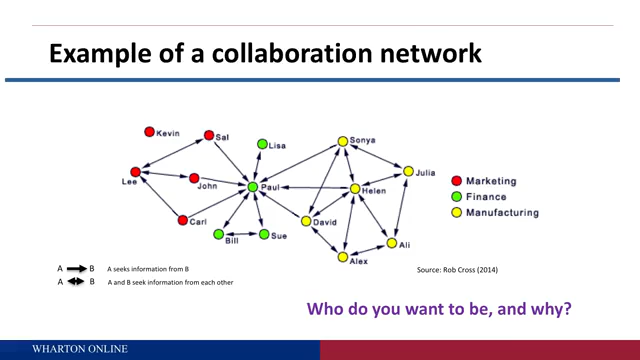 Example of a collaboration network
Kevin
Sal
Lisa
Sonya
Lee
John
Paul
Helen
Julia
Carl
David
Bill
Sue
Ali
Alex
Marketing
Finance
Manufacturing
A B A seeks information from B
A B A and B seek information from each other
Source: Rob Cross (2014)
Who do you want to be, and why?
WHARTON ONLINE